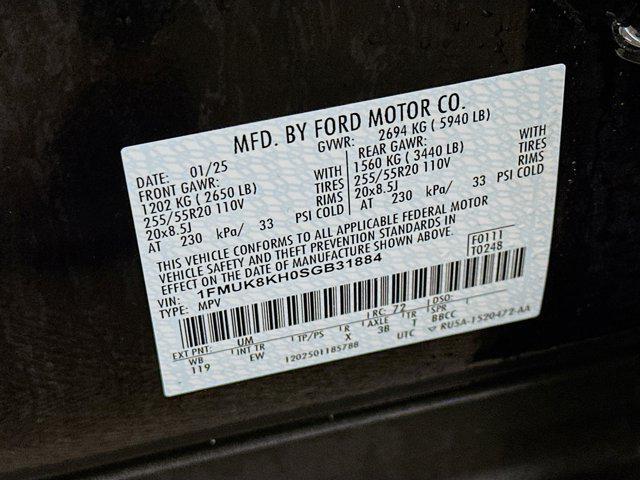 MFD. BY FORD MOTOR CO.
DATE: 01/25 GVWR: 2694 KG ( 5940 LB)
FRONT GAWR: REAR GAWR:
1202 KG ( 2650 LB) WITH 1560 KG ( 3440 LB) WITH
255/55R20 110V TIRES 255/55R20 110V TIRES
20x8.5J RIMS 20x8.5J RIMS
AT 230 kPa/ 33 PSI COLD AT 230 kPa/ 33 PSI COLD
THIS VEHICLE CONFORMS TO ALL APPLICABLE FEDERAL MOTOR
VEHICLE SAFETY AND THEFT PREVENTION STANDARDS IN
EFFECT ON THE DATE OF MANUFACTURE SHOWN ABOVE.
VIN: 1FMUK8KH0SGB31884 F0111
TYPE: MPV T0248
EXT PNT: UM RC: 72 DSO:
WB INT TR TP/PS R AXLE TR SPR
119 EW X 3B T BBCC
1202501185788 UTC RU5A-1520472-AA